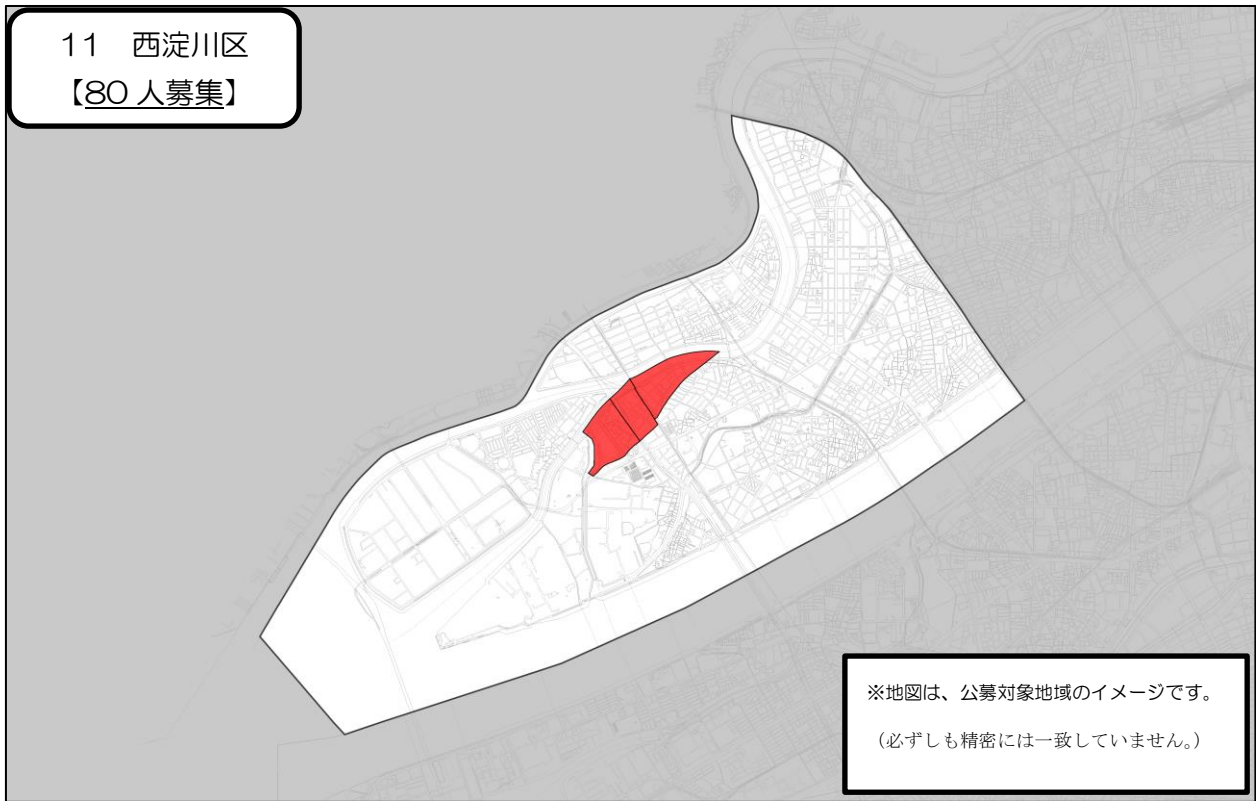 11　西淀川区
【80 人募集】
※地図は、公募対象地域のイメージです。
（必ずしも精密には一致していません。）